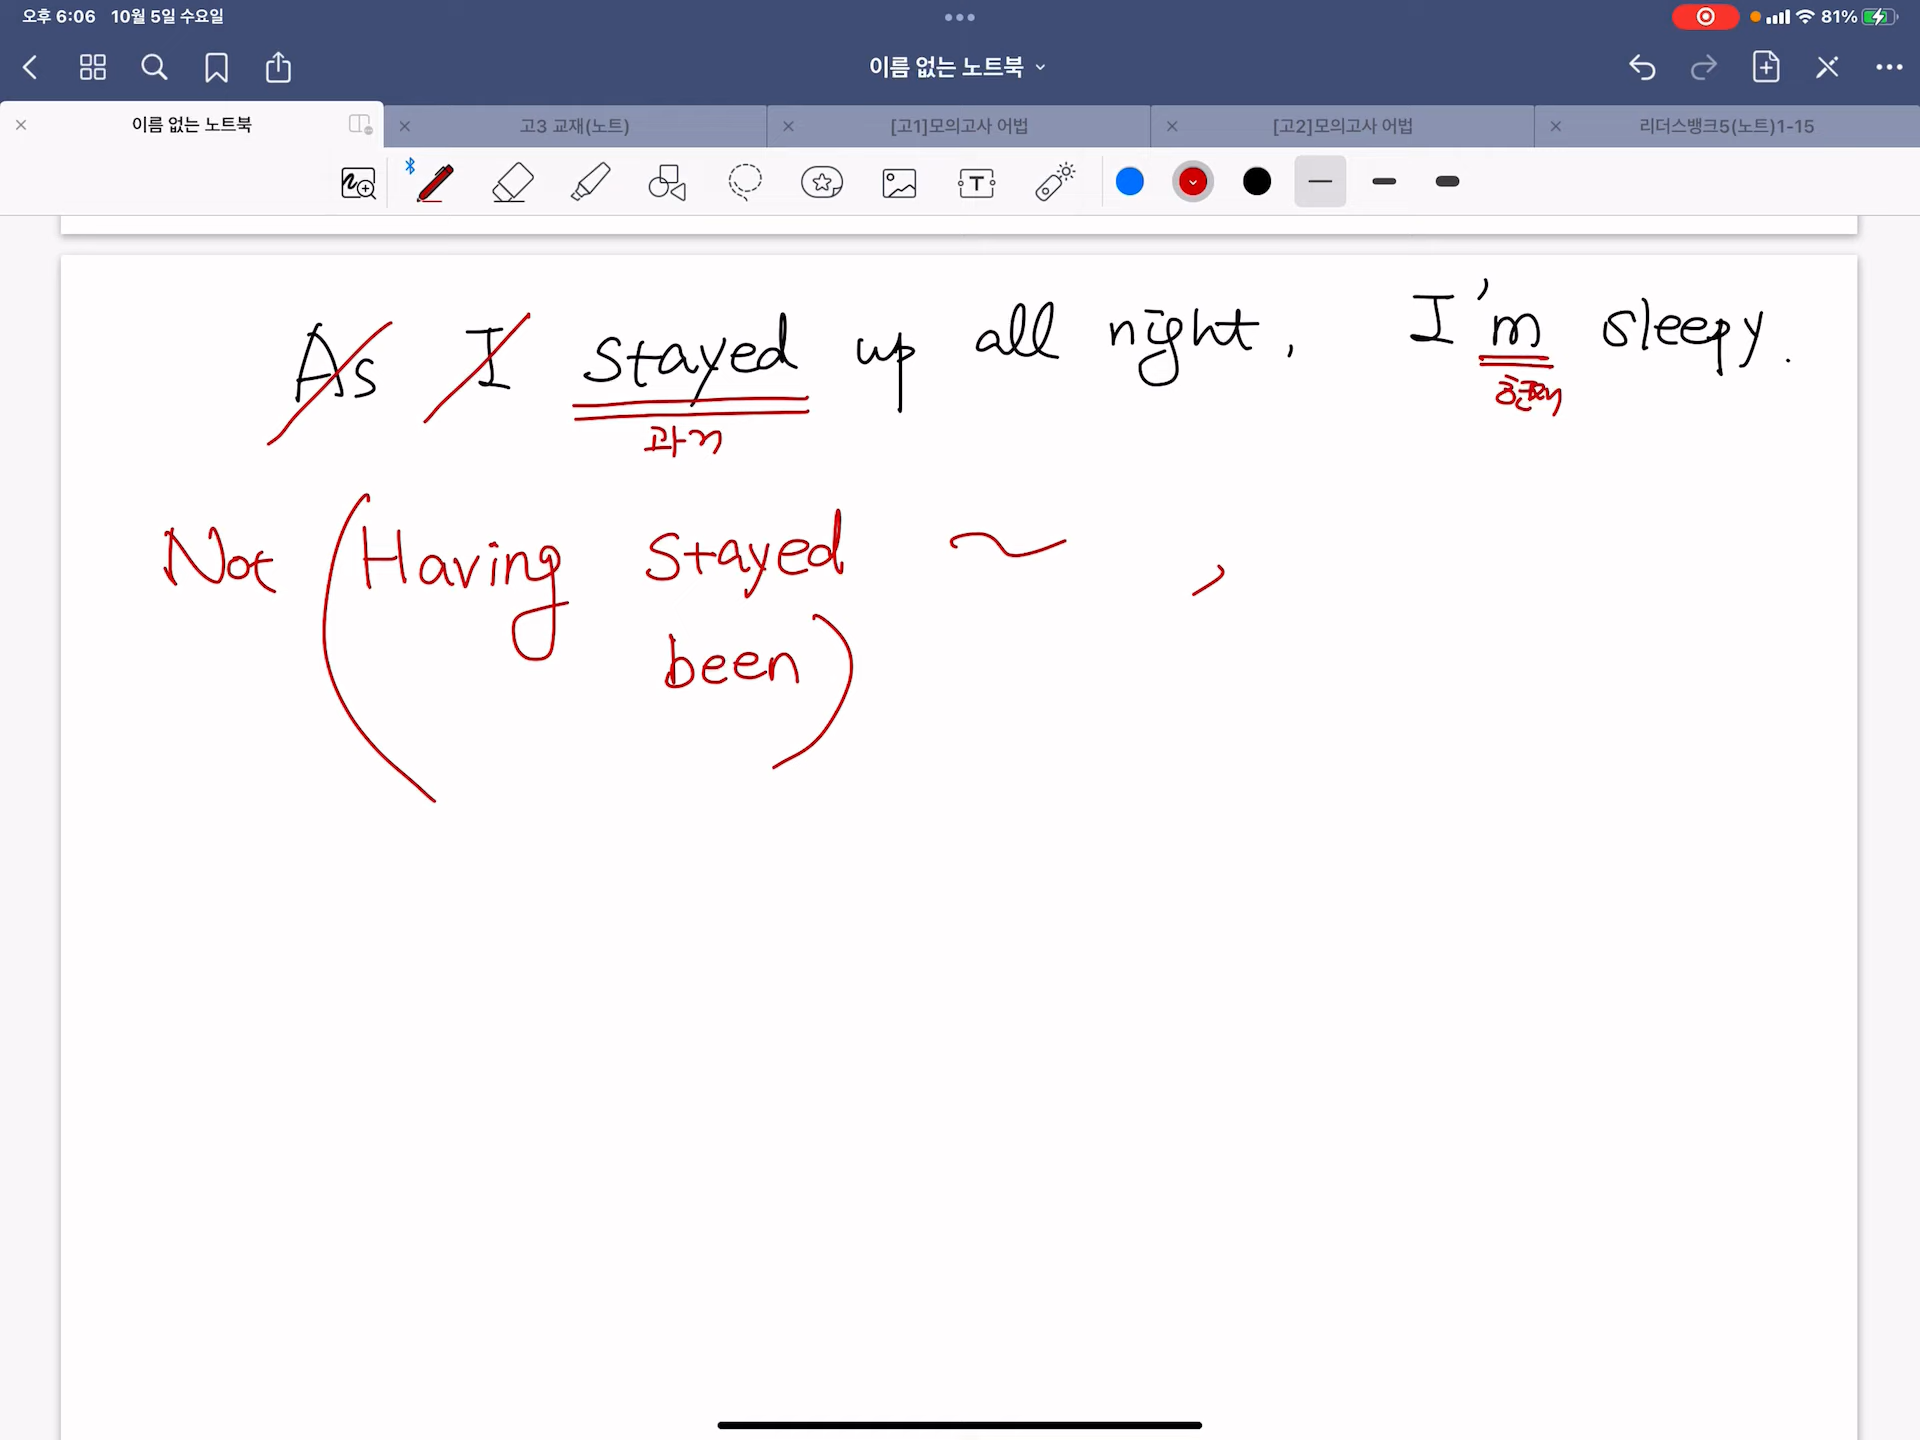 오후 6:06 10월 5일 수요일 81%
이름 없는 노트북
이름 없는 노트북 고3 교재(노트) [고1]모의고사 어법 [고2]모의고사 어법 리더스뱅크5(노트)1-15
T
As I stayed up all night, I'm sleepy.
과거 현재
Not (Having stayed ~ ,
been)